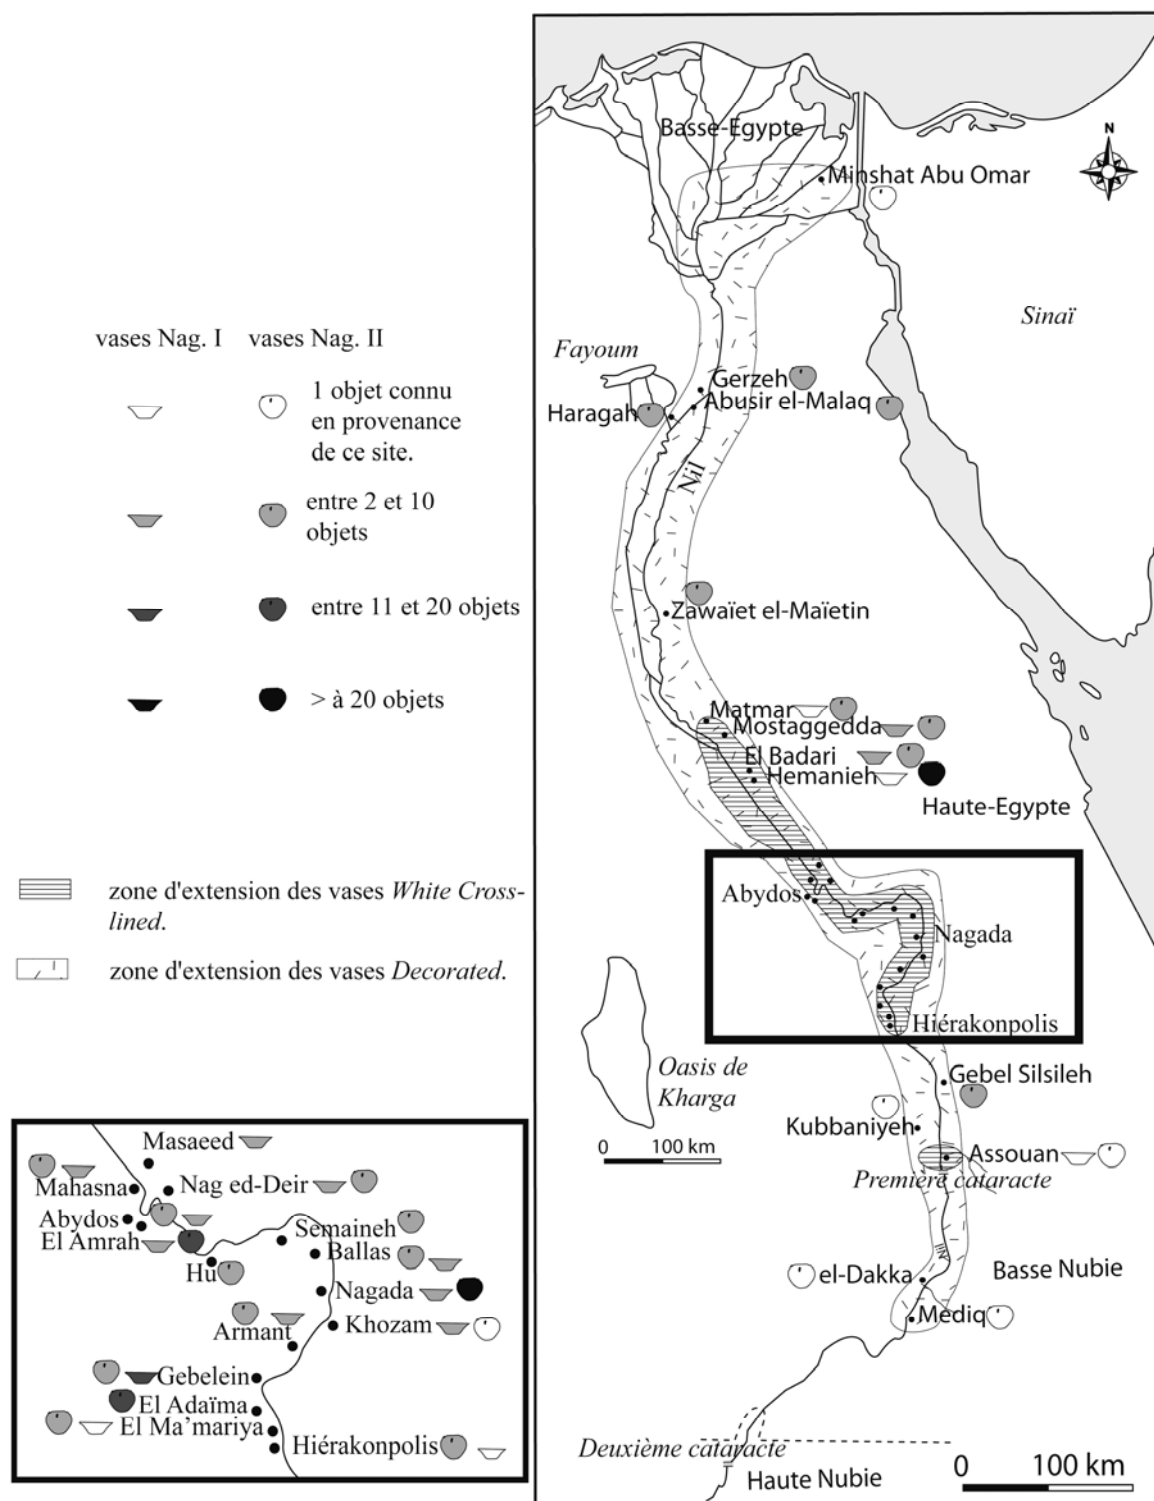 vases Nag. I
vases Nag. II
1 objet connu
en provenance
de ce site.
entre 2 et 10
objets
entre 11 et 20 objets
> à 20 objets
zone d'extension des vases White Cross-
lined.
zone d'extension des vases Decorated.
Masaeed
Mahasna
Nag ed-Deir
Abydos
El Amrah
Semaineh
Ballas
Hu
Nagada
Armant
Khozam
Gebelein
El Adaïma
El Ma'mariya
Hiérakonpolis
N
Basse-Egypte
Minshat Abu Omar
Sinaï
Fayoum
Gerzeh
Abusir el-Malaq
Haragah
Nil
Zawaïet el-Maïetin
Matmar
Mostaggedda
El Badari
Hemanieh
Haute-Egypte
Abydos
Nagada
Hiérakonpolis
Oasis de
Kharga
0 100 km
Gebel Silsileh
Kubbaniyeh
Assouan
Première cataracte
Nil
el-Dakka
Basse Nubie
Mediq
Deuxième cataracte
Haute Nubie
0 100 km